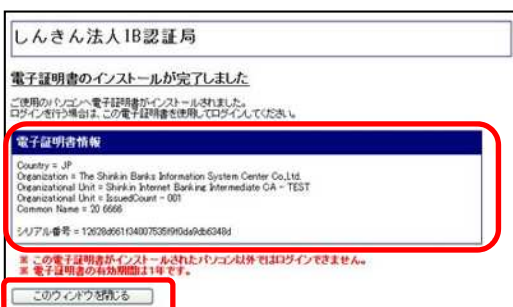 しんきん法人IB認証局
電子証明書のインストールが完了しました
ご使用のパソコンへ電子証明書がインストールされました。
ログインを行う場合は、この電子証明書を使用してログインしてください。
電子証明書情報
Country = JP
Organization = The Shinkin Banks Information System Center Co.,Ltd.
Organizational Unit = Shinkin Internet Banking Intermediate CA - TEST
Organizational Unit = IssuedCount - 001
Common Name = 20 6666
シリアル番号 =
※ この電子証明書がインストールされたパソコン以外ではログインできません。
※ 電子証明書の有効期間は1年です。
このウィンドウを閉じる